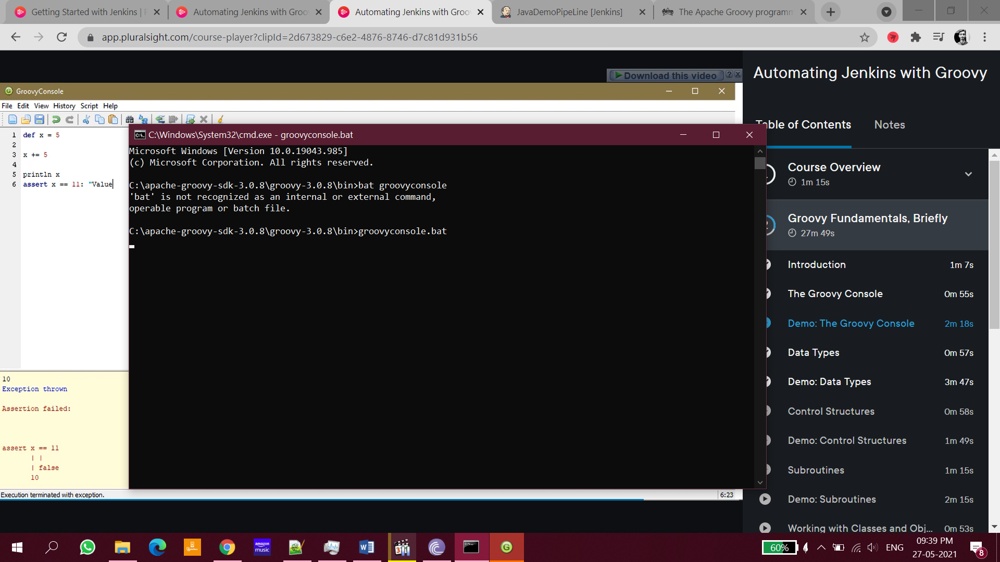 Getting Started with Jenkins |
Automating Jenkins with Groo
Automating Jenkins with Groo
JavaDemoPipeLine [Jenkins]
The Apache Groovy programm
app.pluralsight.com/course-player?clipId=2d673829-c6e2-4876-8746-d7c81d931b56
Download this video
GroovyConsole
File Edit View History Script Help
1 def x = 5
2
3 x += 5
4
5 println x
6 assert x == 11: "Value
10
Exception thrown
Assertion failed:
assert x == 11
| |
| false
10
Execution terminated with exception.
6:23
C:\Windows\System32\cmd.exe - groovyconsole.bat
Microsoft Windows [Version 10.0.19043.985]
(c) Microsoft Corporation. All rights reserved.
C:\apache-groovy-sdk-3.0.8\groovy-3.0.8\bin>bat groovyconsole
'bat' is not recognized as an internal or external command,
operable program or batch file.
C:\apache-groovy-sdk-3.0.8\groovy-3.0.8\bin>groovyconsole.bat
Automating Jenkins with Groovy
Table of Contents
Notes
Course Overview
1m 15s
Groovy Fundamentals, Briefly
27m 49s
Introduction 1m 7s
The Groovy Console 0m 55s
Demo: The Groovy Console 2m 18s
Data Types 0m 57s
Demo: Data Types 3m 47s
Control Structures 0m 58s
Demo: Control Structures 1m 49s
Subroutines 1m 15s
Demo: Subroutines 2m 15s
Working with Classes and Obj... 0m 53s
amazon
music
60%
ENG
09:39 PM
27-05-2021
8